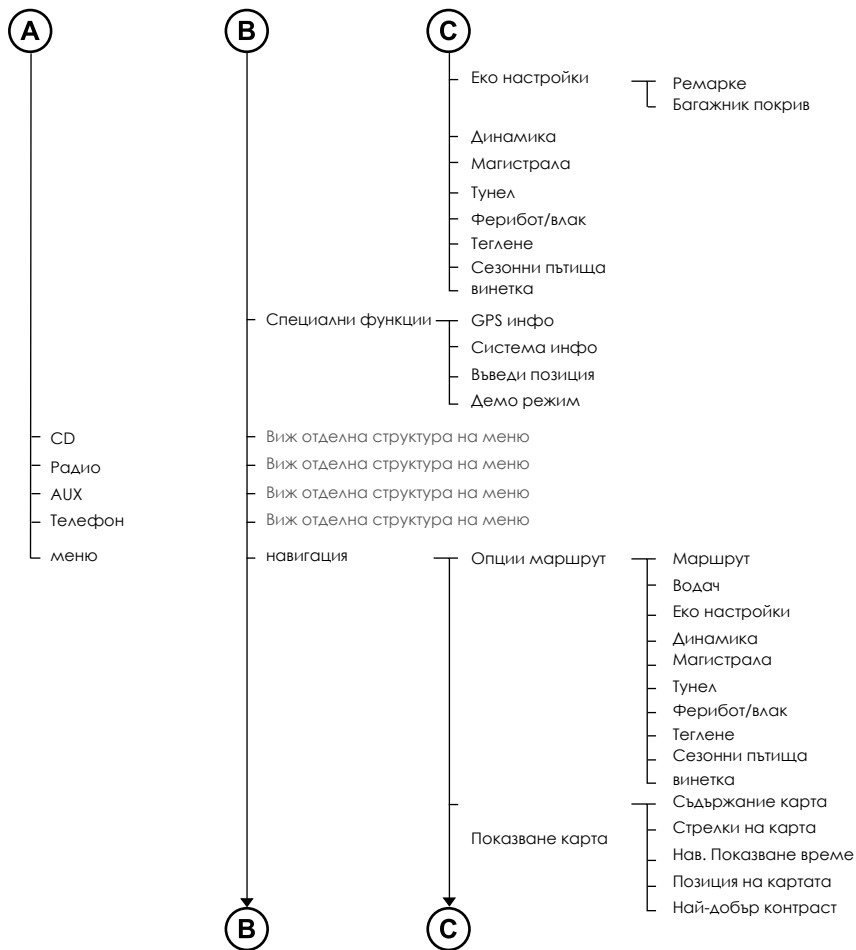 A B C
Еко настройки Ремарке
Багажник покрив
Динамика
Магистрала
Тунел
Ферибот/влак
Теглене
Сезонни пътища
винетка
Специални функции GPS инфо
Система инфо
Въведи позиция
Демо режим
CD Виж отделна структура на меню
Радио Виж отделна структура на меню
AUX Виж отделна структура на меню
Телефон Виж отделна структура на меню
меню навигация Опции маршрут Маршрут
Водач
Еко настройки
Динамика
Магистрала
Тунел
Ферибот/влак
Теглене
Сезонни пътища
винетка
Показване карта Съдържание карта
Стрелки на карта
Нав. Показване време
Позиция на картата
Най-добър контраст
B C